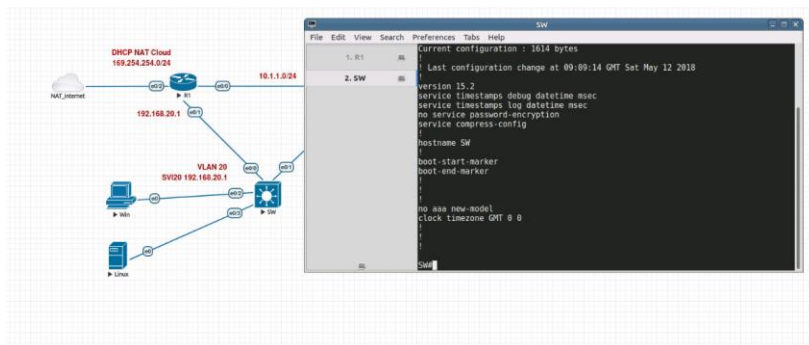 DHCP NAT Cloud
169.254.254.0/24
NAT_internet
e0/2
R1
e0/0
10.1.1.0/24
192.168.20.1
e0/1
VLAN 20
SVI20 192.168.20.1
e0/0
e0/1
e0
Win
e0/2
e0/3
SW
e0
Linux
SW
File Edit View Search Preferences Tabs Help
1. R1
2. SW
Current configuration : 1614 bytes
!
! Last configuration change at 09:09:14 GMT Sat May 12 2018
!
version 15.2
service timestamps debug datetime msec
service timestamps log datetime msec
no service password-encryption
service compress-config
!
hostname SW
!
boot-start-marker
boot-end-marker
!
!
!
no aaa new-model
clock timezone GMT 0 0
!
!
!
SW#